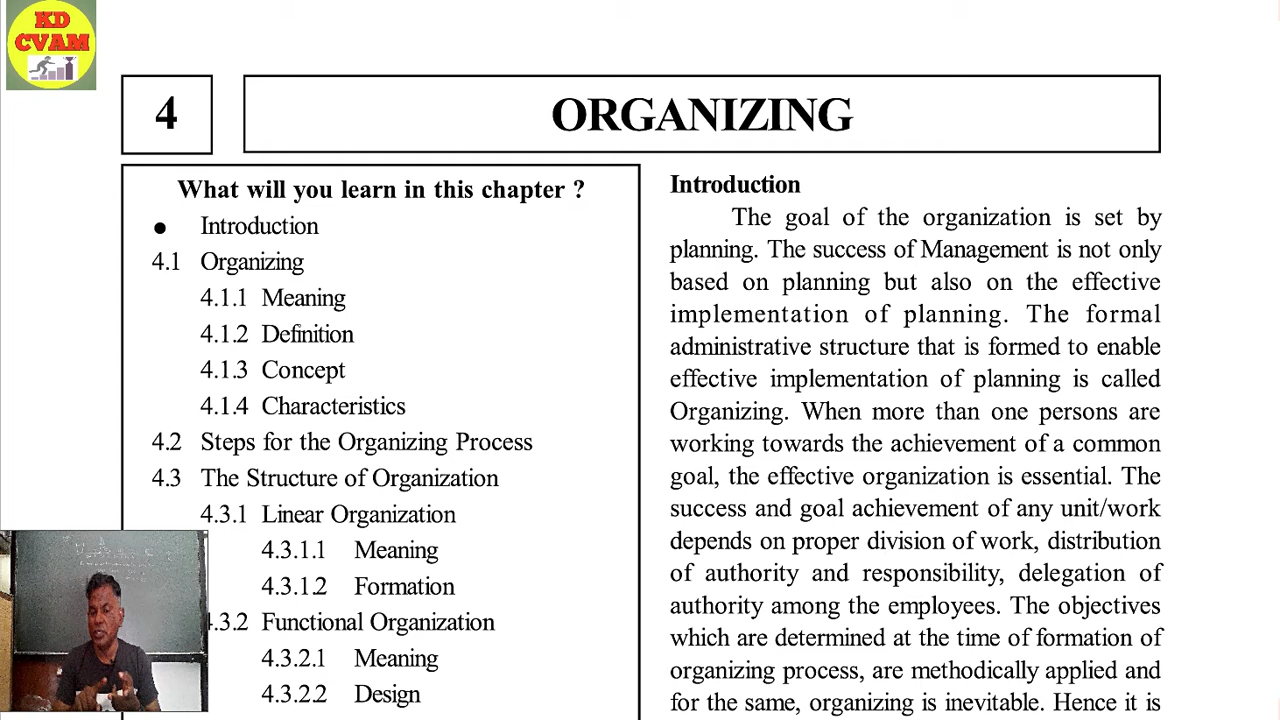 KD
CVAM
4
ORGANIZING
What will you learn in this chapter ?
● Introduction
4.1 Organizing
4.1.1 Meaning
4.1.2 Definition
4.1.3 Concept
4.1.4 Characteristics
4.2 Steps for the Organizing Process
4.3 The Structure of Organization
4.3.1 Linear Organization
4.3.1.1 Meaning
4.3.1.2 Formation
.3.2 Functional Organization
4.3.2.1 Meaning
4.3.2.2 Design
Introduction
The goal of the organization is set by
planning. The success of Management is not only
based on planning but also on the effective
implementation of planning. The formal
administrative structure that is formed to enable
effective implementation of planning is called
Organizing. When more than one persons are
working towards the achievement of a common
goal, the effective organization is essential. The
success and goal achievement of any unit/work
depends on proper division of work, distribution
of authority and responsibility, delegation of
authority among the employees. The objectives
which are determined at the time of formation of
organizing process, are methodically applied and
for the same, organizing is inevitable. Hence it is